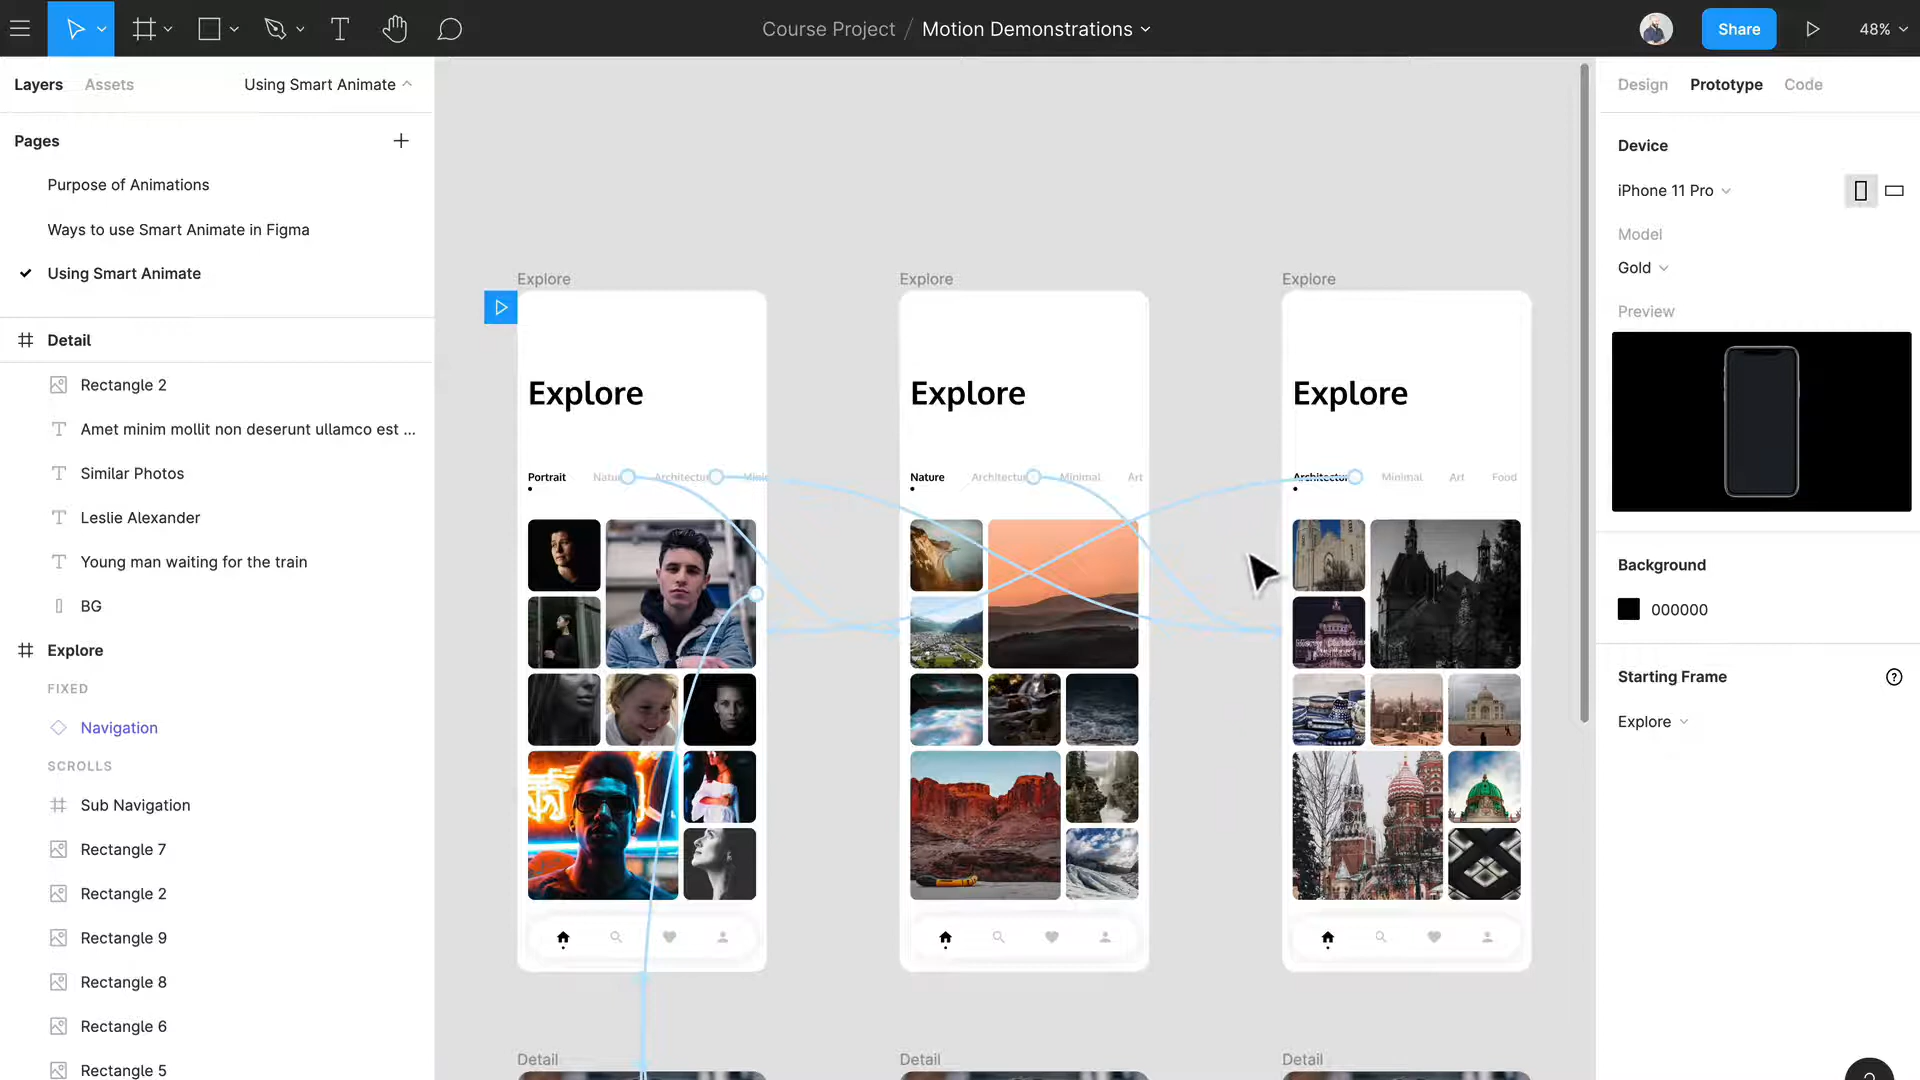 Course Project / Motion Demonstrations
Share
48%
Layers
Assets
Using Smart Animate
Pages
Purpose of Animations
Ways to use Smart Animate in Figma
Using Smart Animate
Detail
Rectangle 2
Amet minim mollit non deserunt ullamco est ...
Similar Photos
Leslie Alexander
Young man waiting for the train
BG
Explore
FIXED
Navigation
SCROLLS
Sub Navigation
Rectangle 7
Rectangle 2
Rectangle 9
Rectangle 8
Rectangle 6
Rectangle 5
Explore
Explore
Portrait
Explore
Explore
Nature
Minimal
Art
Explore
Explore
Minimal
Art
Food
Detail
Detail
Detail
Design
Prototype
Code
Device
iPhone 11 Pro
Model
Gold
Preview
Background
000000
Starting Frame
?
Explore